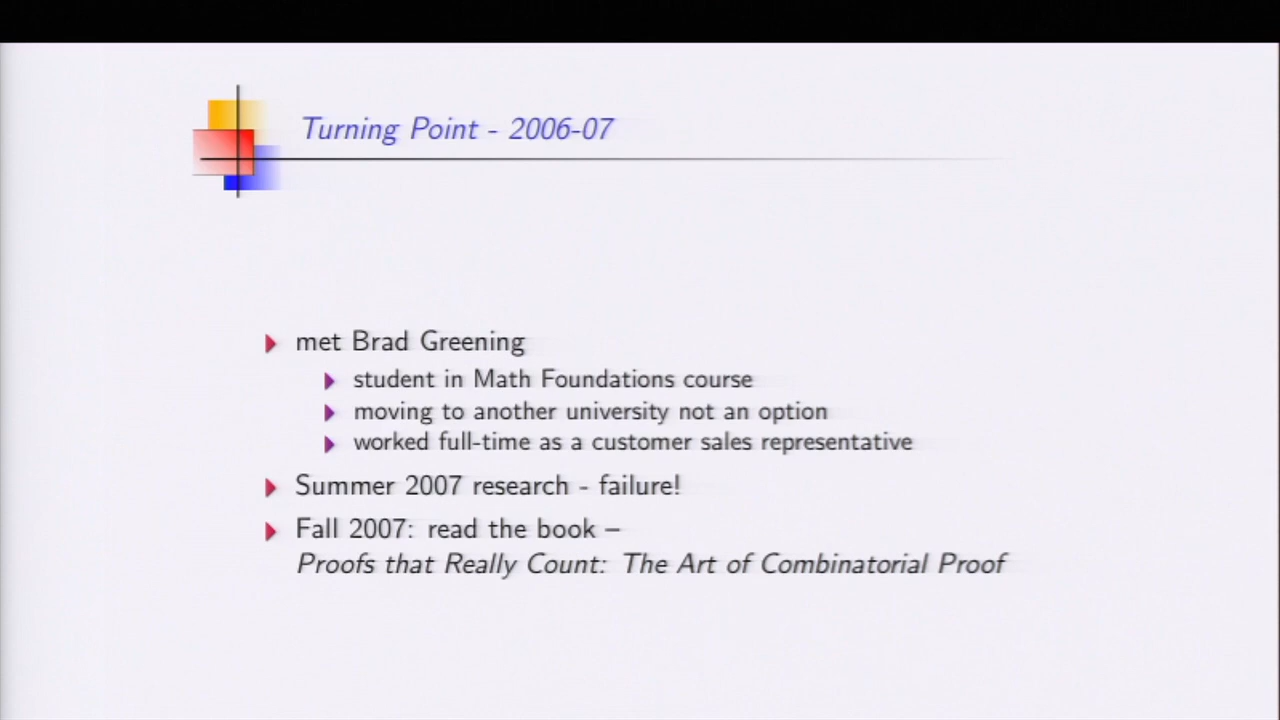 Turning Point - 2006-07
met Brad Greening
student in Math Foundations course
moving to another university not an option
worked full-time as a customer sales representative
Summer 2007 research - failure!
Fall 2007: read the book –
Proofs that Really Count: The Art of Combinatorial Proof